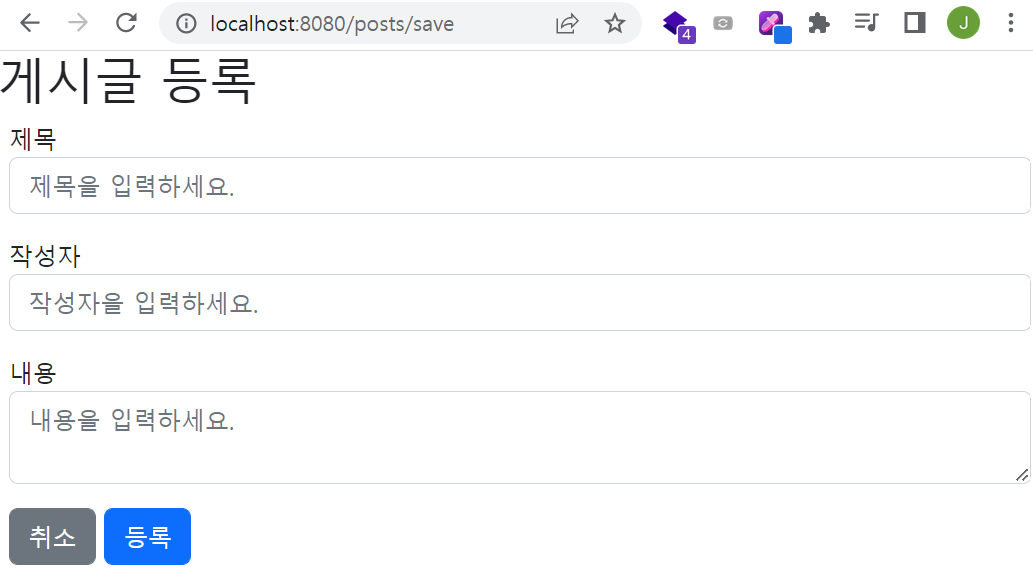 localhost:8080/posts/save
4
J
게시글 등록
제목
제목을 입력하세요.
작성자
작성자을 입력하세요.
내용
내용을 입력하세요.
취소 등록